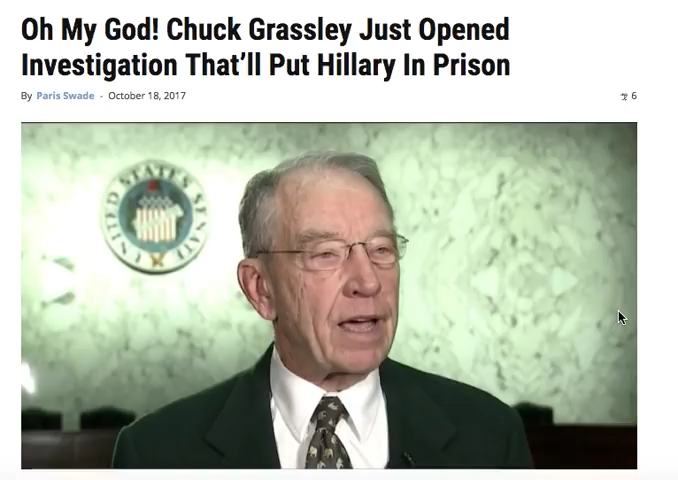 Oh My God! Chuck Grassley Just Opened
Investigation That’ll Put Hillary In Prison
By Paris Swade - October 18, 2017
6
UNITED STATES SENATE